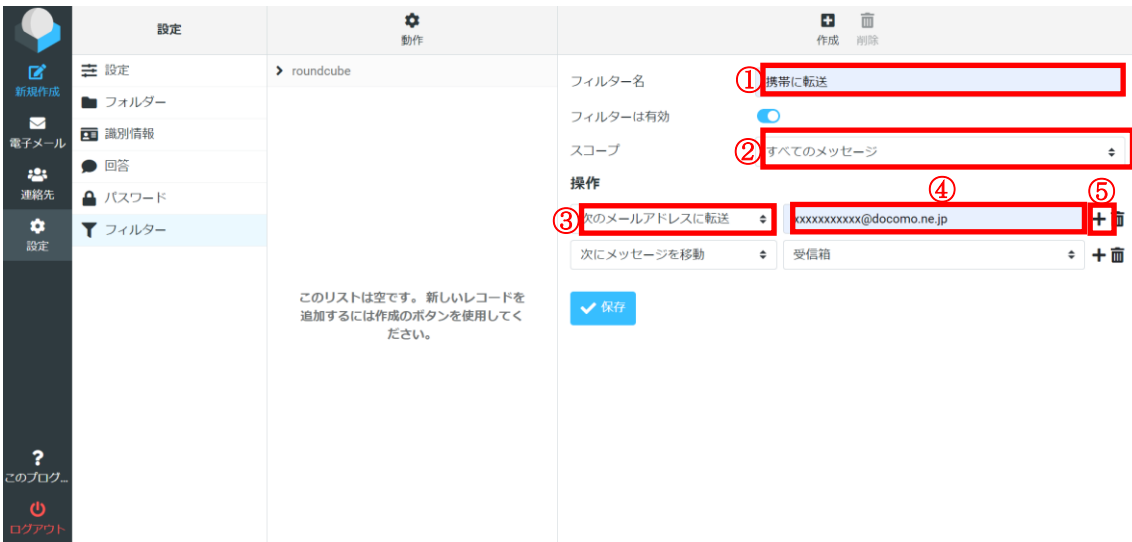 新規作成
電子メール
連絡先
設定
このプログ...
ログアウト
設定
設定
フォルダー
識別情報
回答
パスワード
フィルター
動作
roundcube
このリストは空です。新しいレコードを
追加するには作成のボタンを使用してく
ださい。
作成 削除
フィルター名 ① 携帯に転送
フィルターは有効
スコープ ② すべてのメッセージ
操作
④ ⑤
③ 次のメールアドレスに転送 xxxxxxxxxxx@docomo.ne.jp
次にメッセージを移動 受信箱
保存